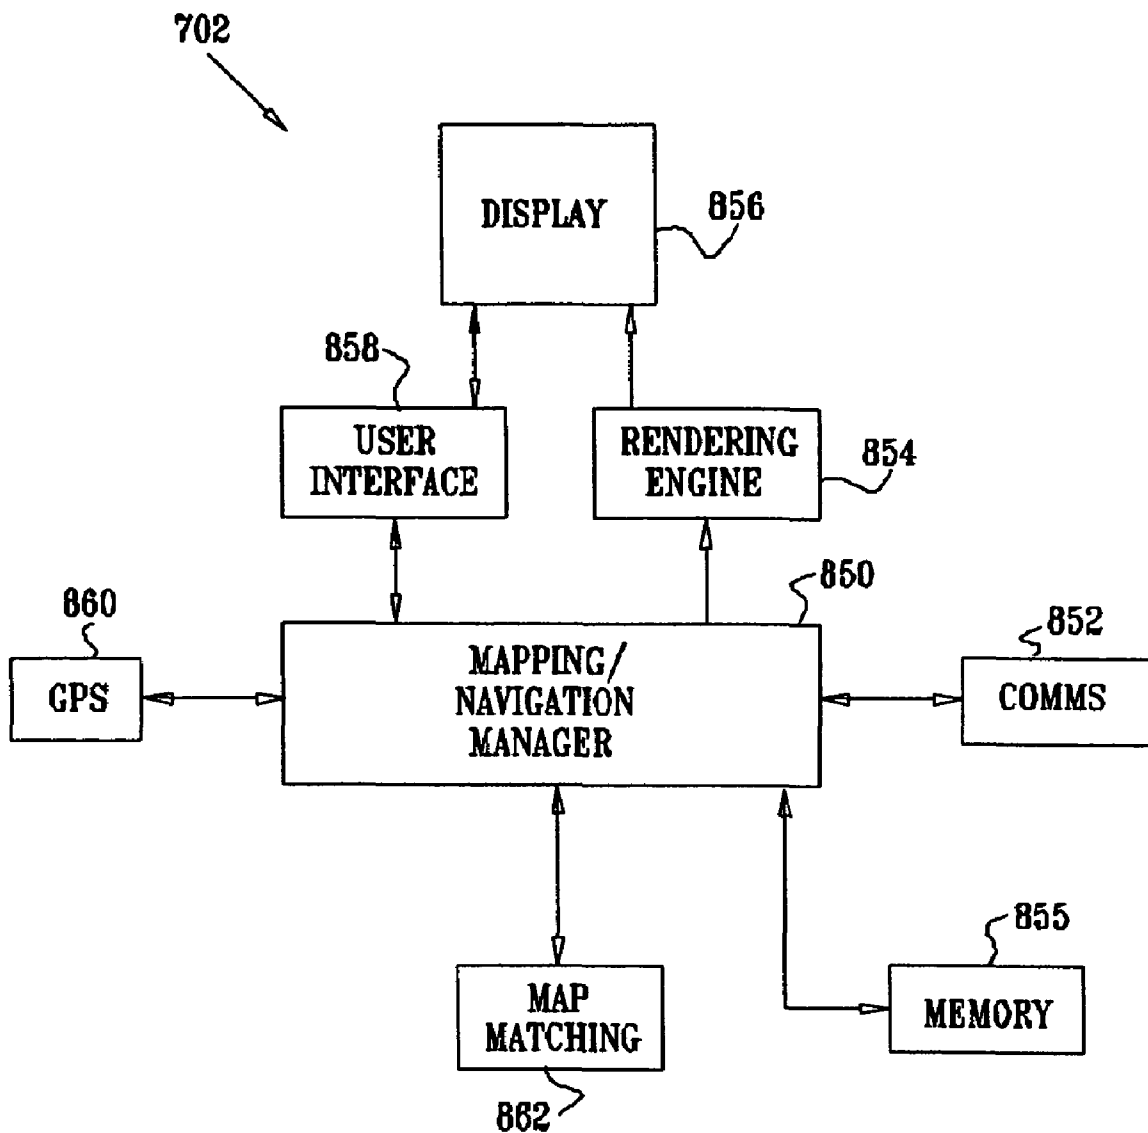 702
DISPLAY
856
858
USER
INTERFACE
RENDERING
ENGINE
854
850
860
GPS
MAPPING/
NAVIGATION
MANAGER
852
COMMS
855
MEMORY
MAP
MATCHING
862